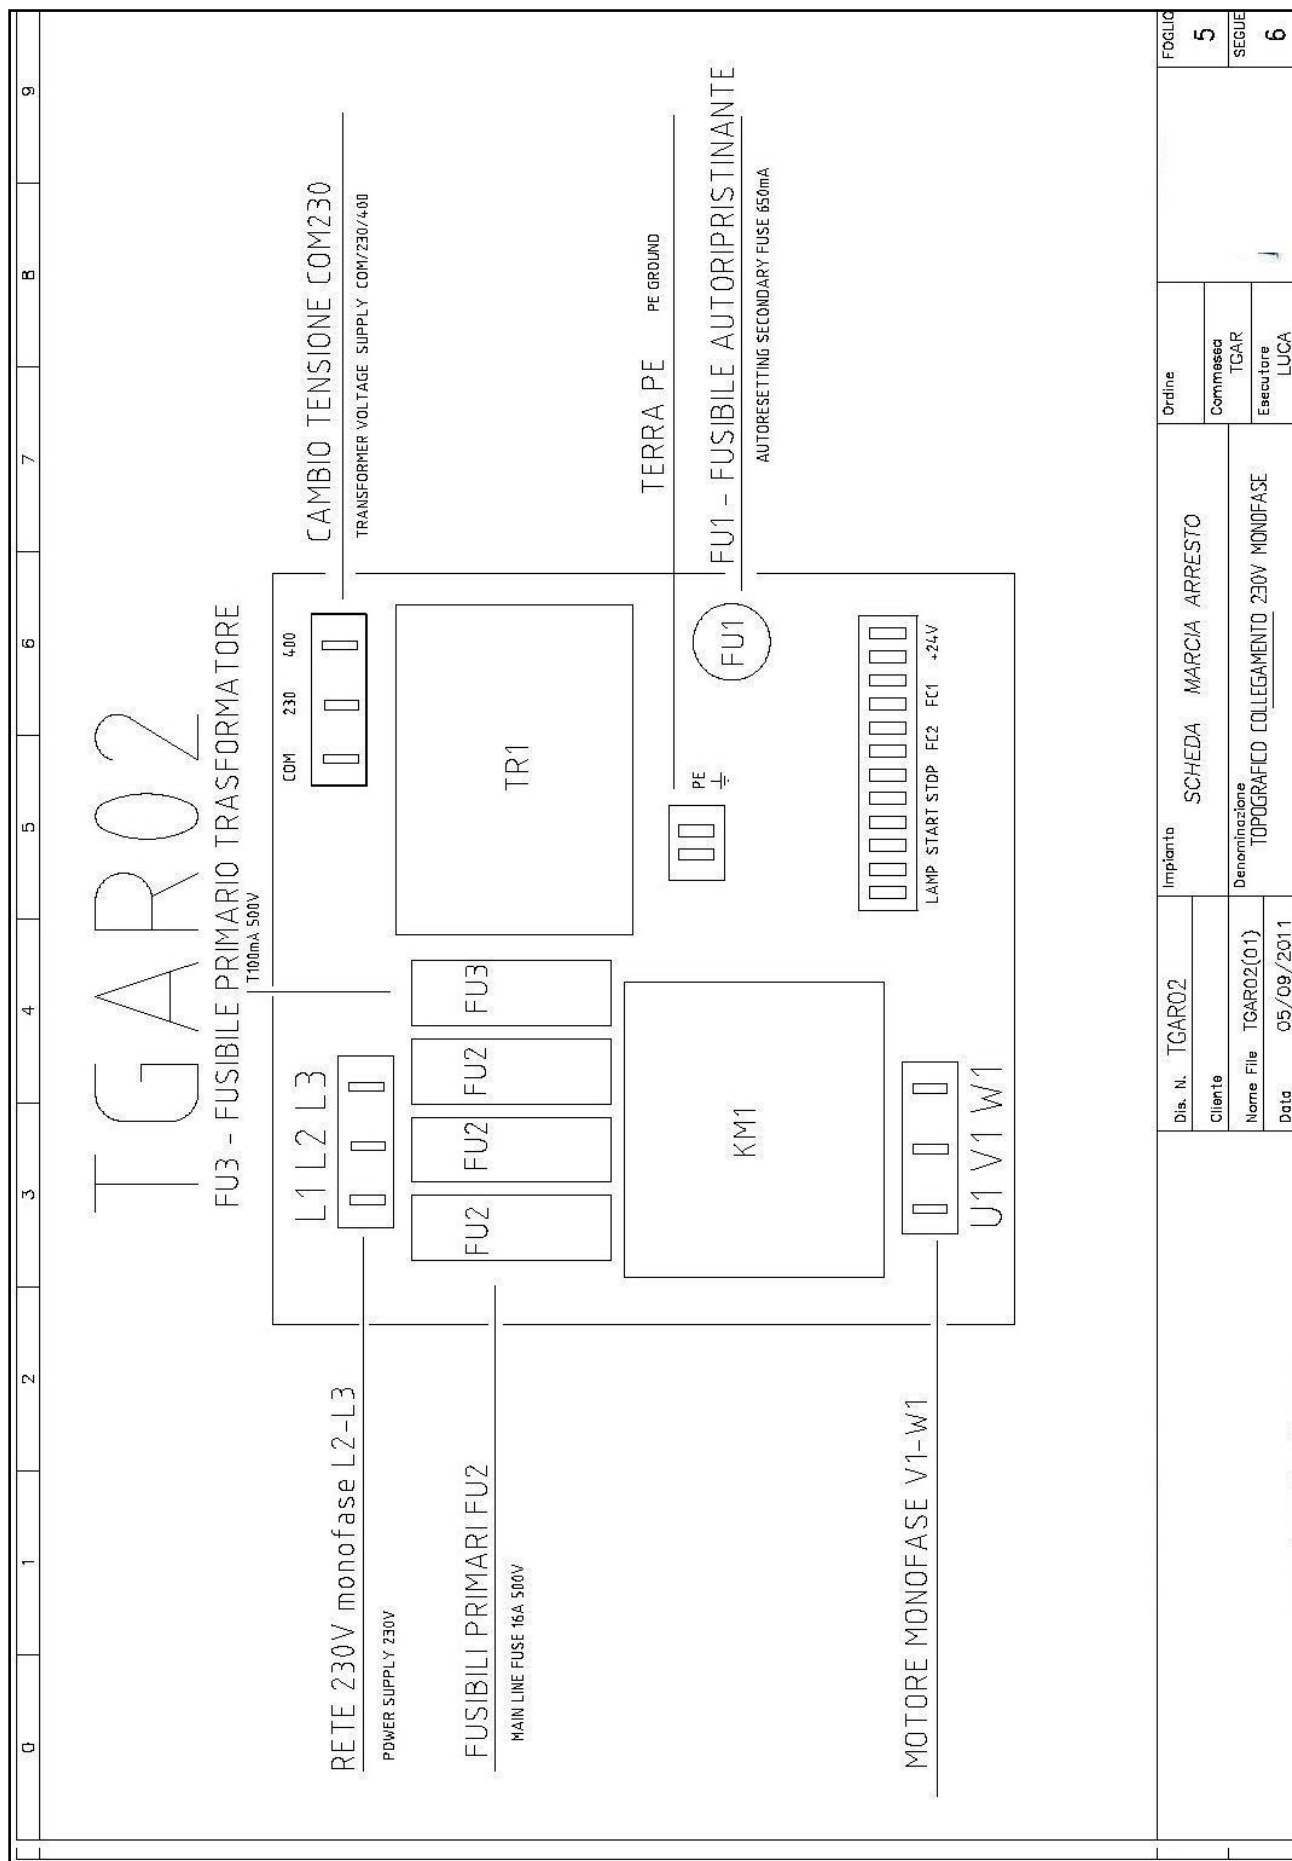 0 1 2 3 4 5 6 7 8 9
TGAR02
FU3 - FUSIBILE PRIMARIO TRASFORMATORE
T100mA 500V
L1 L2 L3
COM 230 400
CAMBIO TENSIONE COM230
TRANSFORMER VOLTAGE SUPPLY COM/230/400
RETE 230V monofase L2-L3
POWER SUPPLY 230V
FUSIBILI PRIMARI FU2
MAIN LINE FUSE 16A 500V
FU2 FU2 FU2 FU3
TR1
TERRA PE
PE GROUND
PE
FU1
FU1 - FUSIBILE AUTORIPRISTINANTE
AUTORESETTING SECONDARY FUSE 650mA
KM1
LAMP START STOP FC2 FC1 +24V
U1 V1 W1
MOTORE MONOFASE V1-W1
Dis. N. TGAR02
Cliente
Nome File TGAR02(01)
Data 05/09/2011
Impianto
SCHEDA MARCIA ARRESTO
Denominazione
TOPOGRAFICO COLLEGAMENTO 230V MONOFASE
Ordine
Commessa
TGAR
Esecutore
LUCA
FOGLIO
5
SEGUE
6